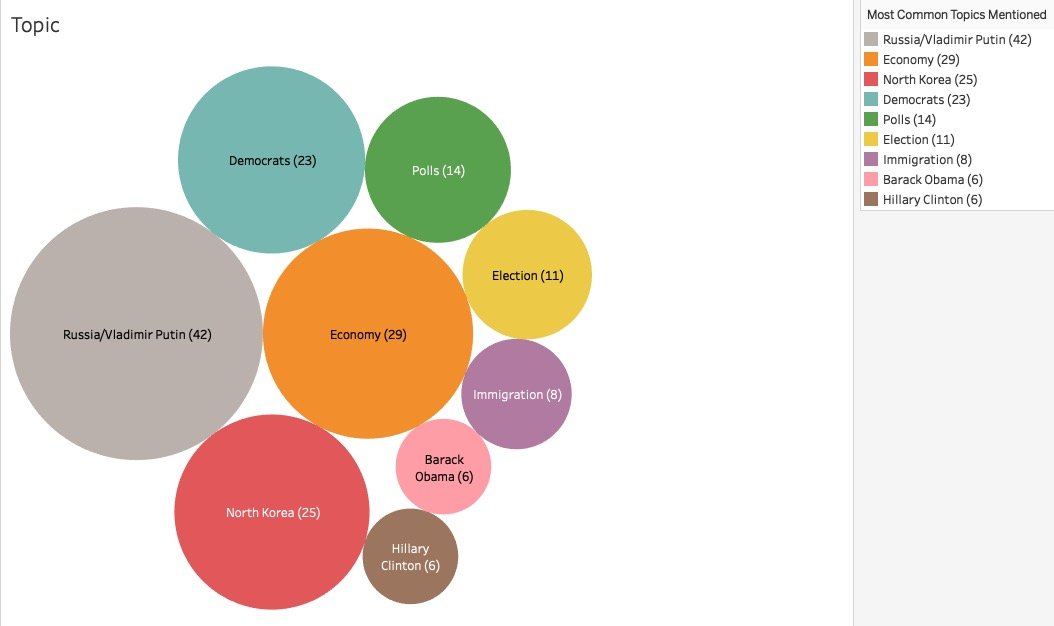 Topic
Democrats (23)
Polls (14)
Election (11)
Russia/Vladimir Putin (42)
Economy (29)
Immigration (8)
Barack
Obama (6)
North Korea (25)
Hillary
Clinton (6)
Most Common Topics Mentioned
Russia/Vladimir Putin (42)
Economy (29)
North Korea (25)
Democrats (23)
Polls (14)
Election (11)
Immigration (8)
Barack Obama (6)
Hillary Clinton (6)